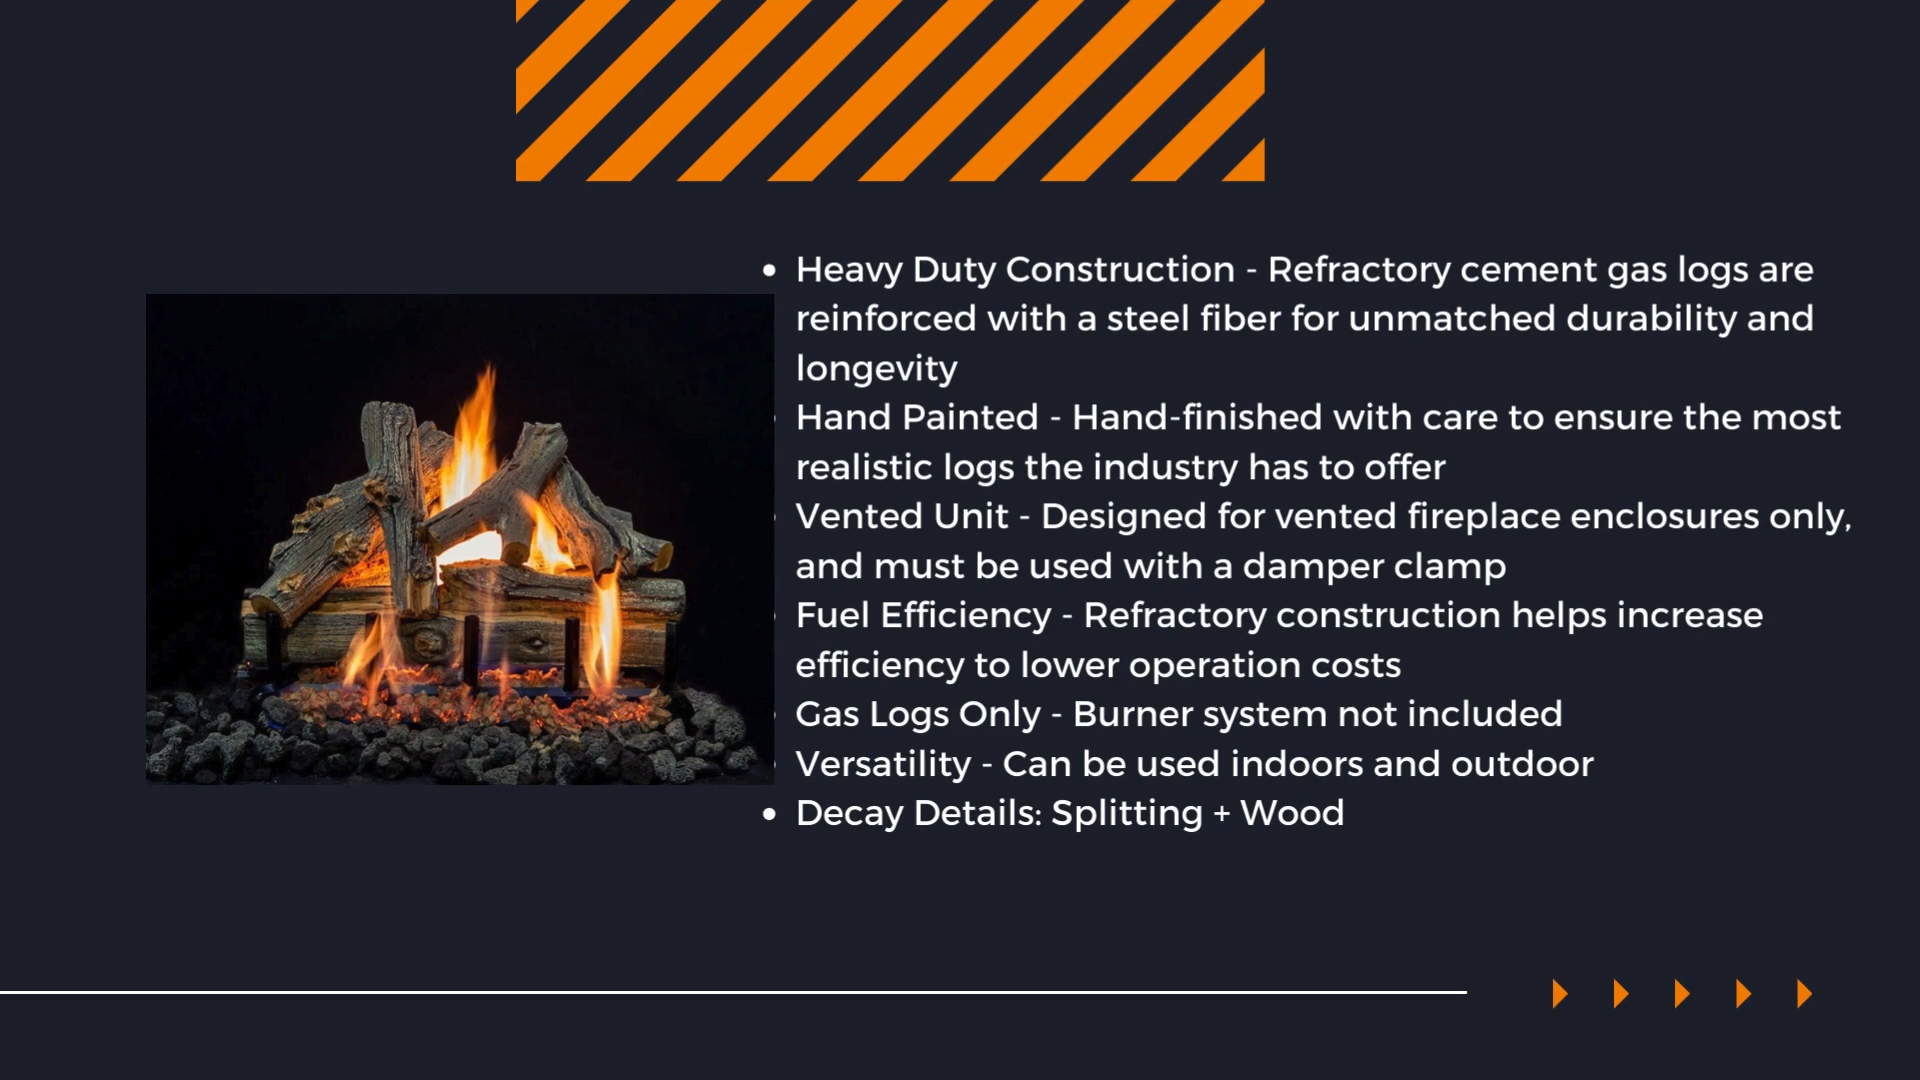 • Heavy Duty Construction - Refractory cement gas logs are
reinforced with a steel fiber for unmatched durability and
longevity
Hand Painted - Hand-finished with care to ensure the most
realistic logs the industry has to offer
Vented Unit - Designed for vented fireplace enclosures only,
and must be used with a damper clamp
Fuel Efficiency - Refractory construction helps increase
efficiency to lower operation costs
Gas Logs Only - Burner system not included
Versatility - Can be used indoors and outdoor
• Decay Details: Splitting + Wood